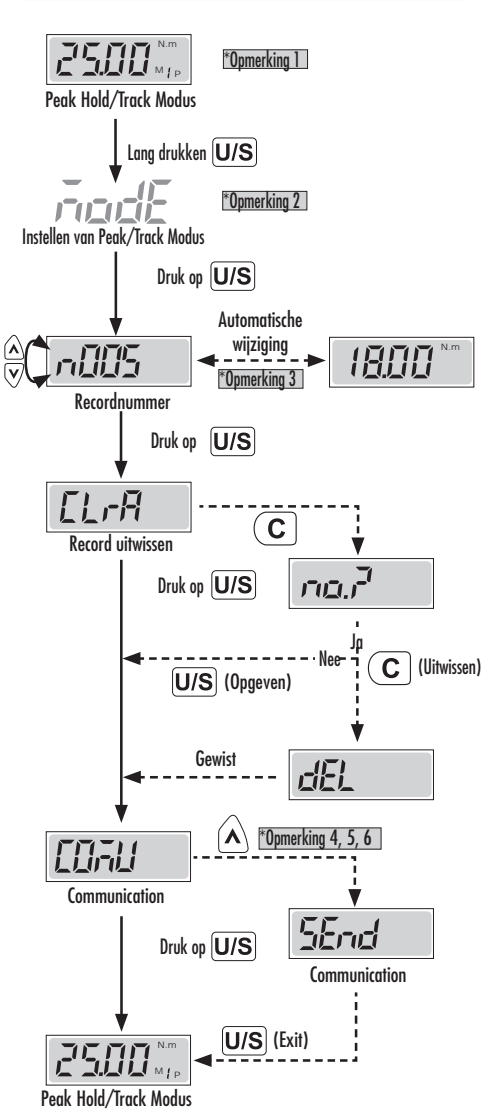 25.00 N.m M/P *Opmerking 1
Peak Hold/Track Modus
Lang drukken U/S
modE *Opmerking 2
Instellen van Peak/Track Modus
Druk op U/S
Automatische
wijziging
n005 18.00 N.m
*Opmerking 3
Recordnummer
Druk op U/S
CLrA
C
Record uitwissen
Druk op U/S
no.?
Ja
Nee
C (Uitwissen)
U/S (Opgeven)
Gewist
dEL
*Opmerking 4, 5, 6
COmU
Communication
SEnd
Druk op U/S
Communication
U/S (Exit)
25.00 N.m M/P
Peak Hold/Track Modus